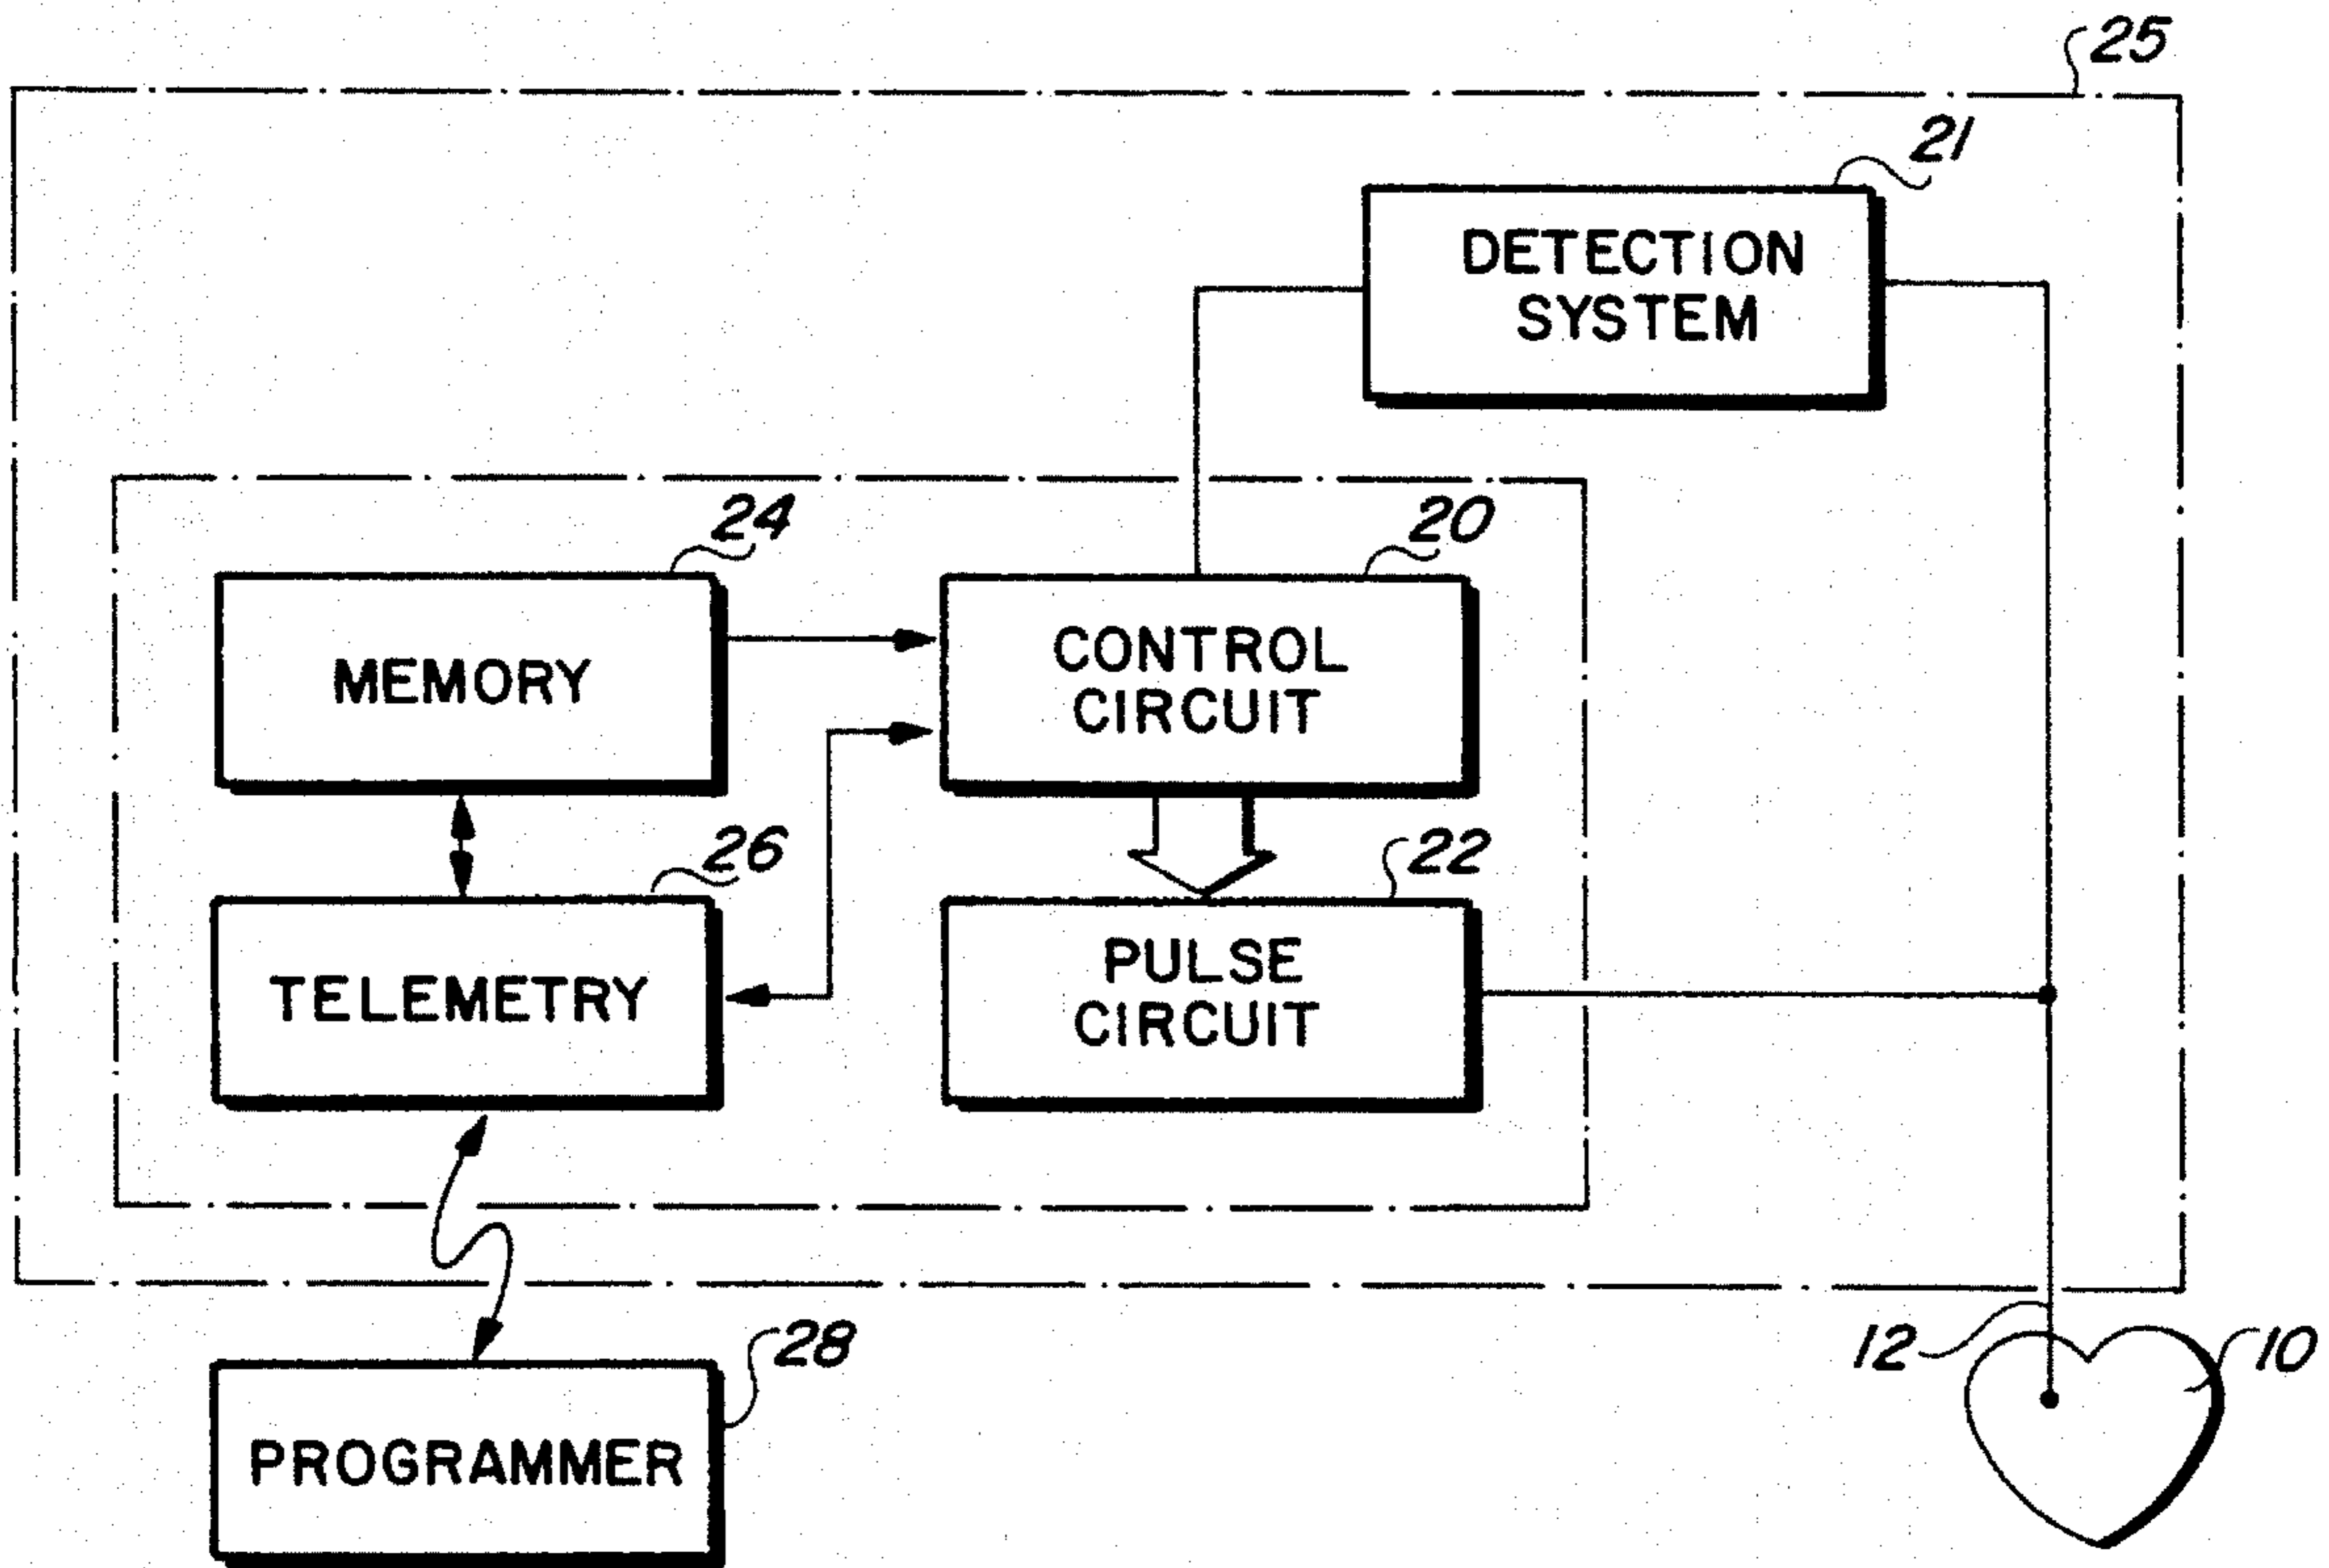 25
21
DETECTION
SYSTEM
24
20
MEMORY
CONTROL
CIRCUIT
26
22
TELEMETRY
PULSE
CIRCUIT
28
12
10
PROGRAMMER